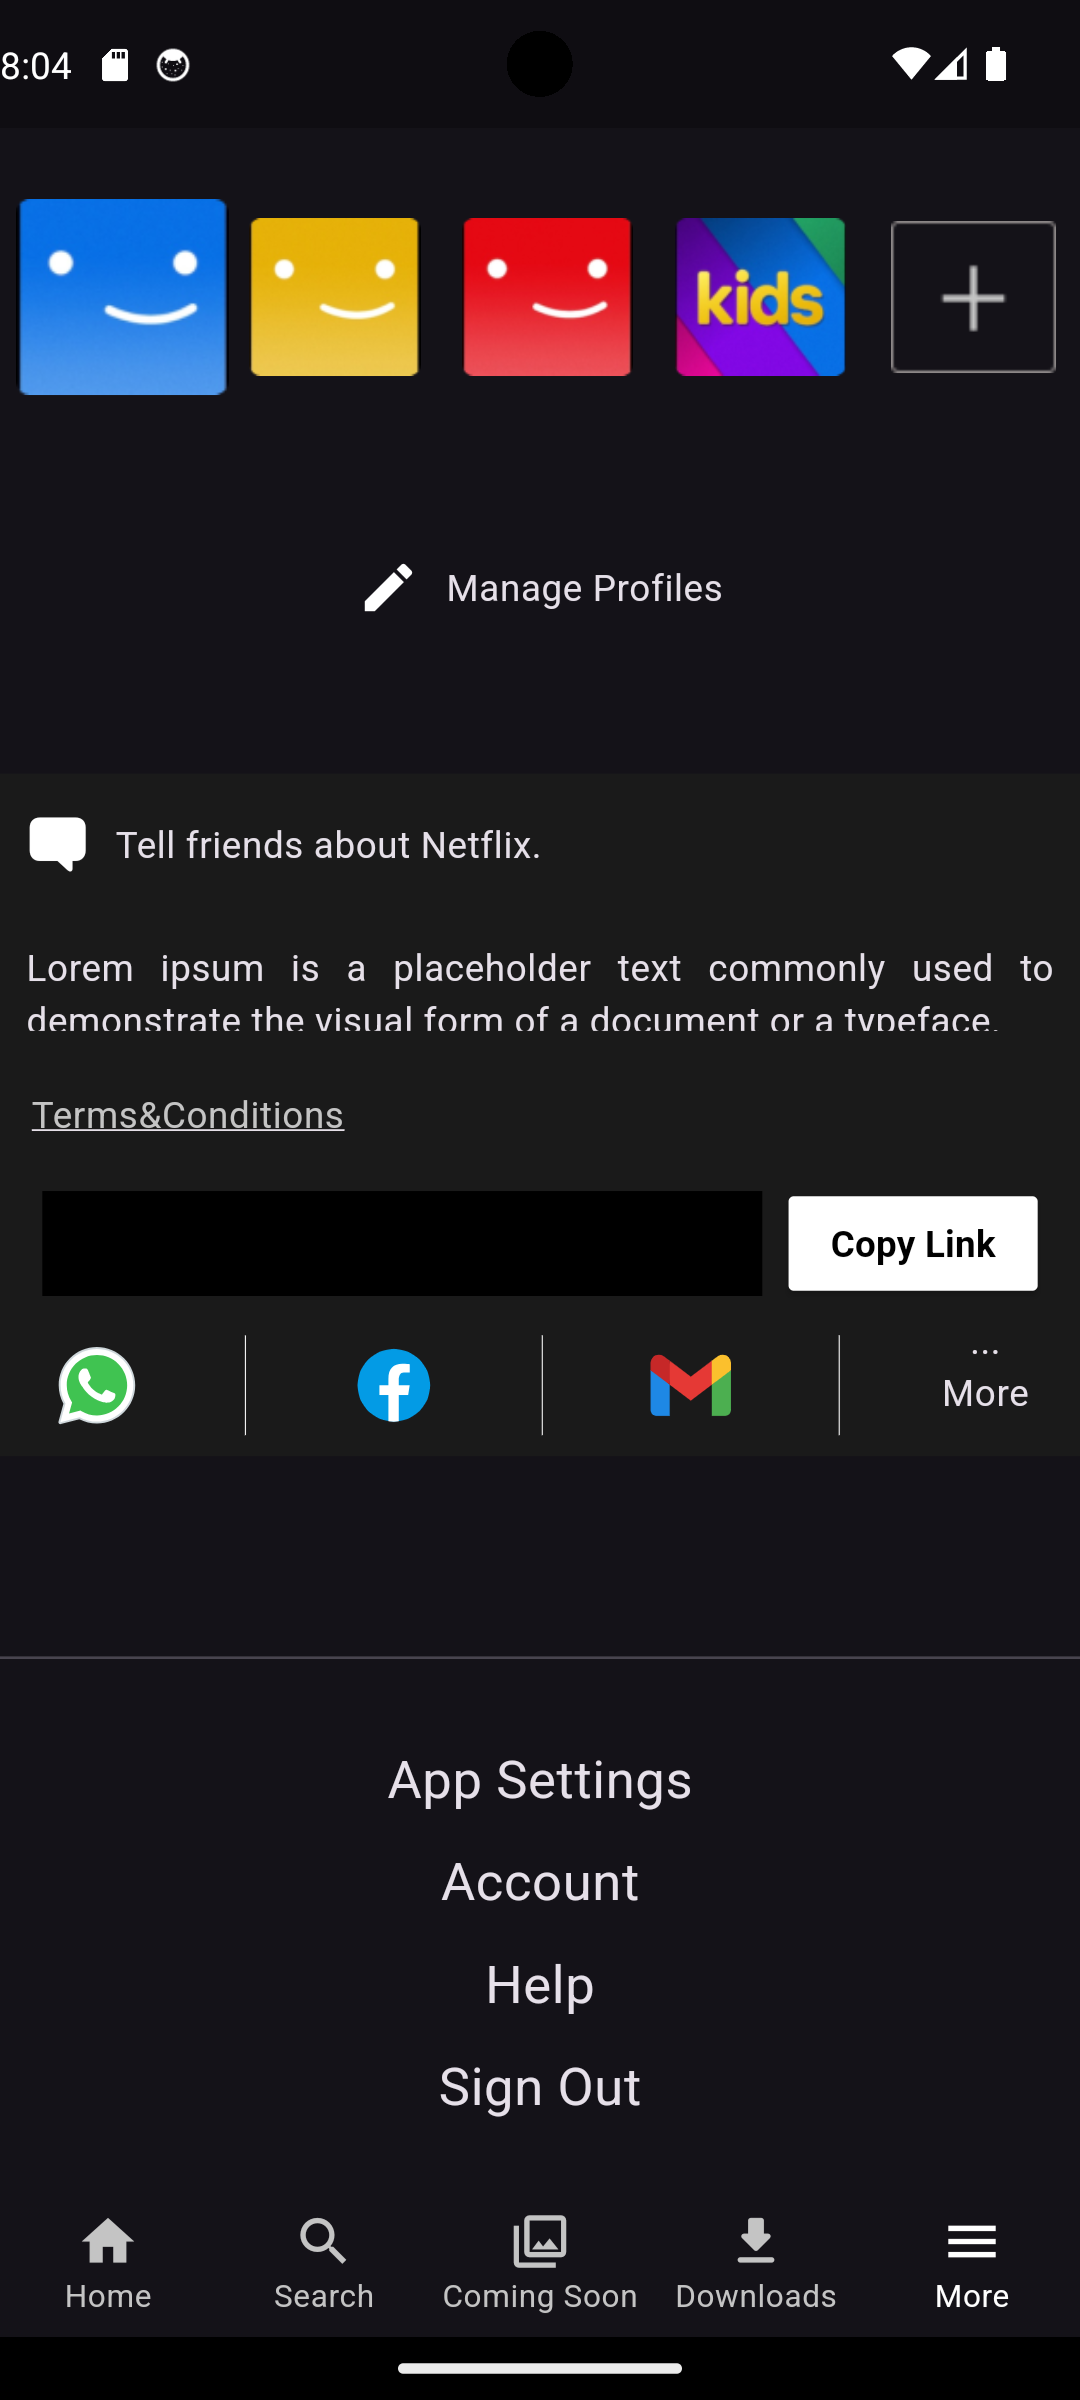 8:04
kids
Manage Profiles
Tell friends about Netflix.
Lorem ipsum is a placeholder text commonly used to
demonstrate the visual form of a document or a typeface.
Terms&Conditions
Copy Link
...
More
App Settings
Account
Help
Sign Out
Home
Search
Coming Soon
Downloads
More